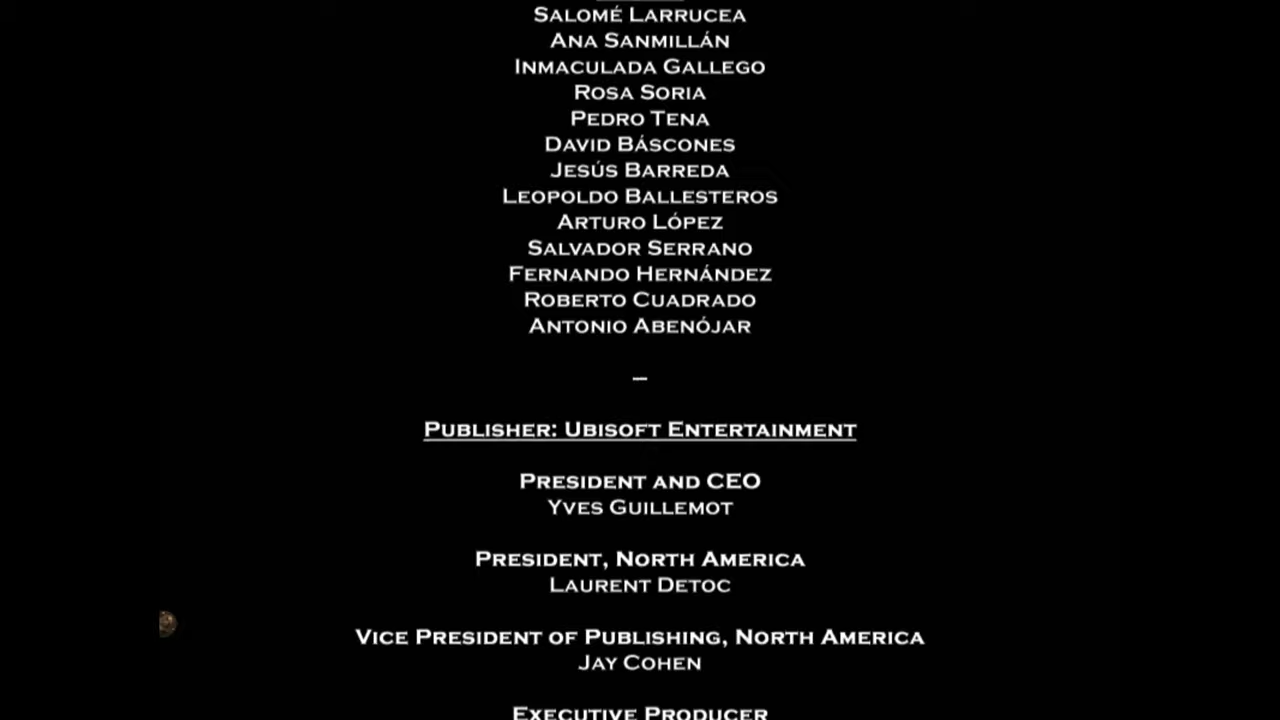 Salomé Larrucea
Ana Sanmillán
Inmaculada Gallego
Rosa Soria
Pedro Tena
David Báscones
Jesús Barreda
Leopoldo Ballesteros
Arturo López
Salvador Serrano
Fernando Hernández
Roberto Cuadrado
Antonio Abenójar
–
Publisher: Ubisoft Entertainment
President and CEO
Yves Guillemot
President, North America
Laurent Detoc
Vice President of Publishing, North America
Jay Cohen
Executive Producer